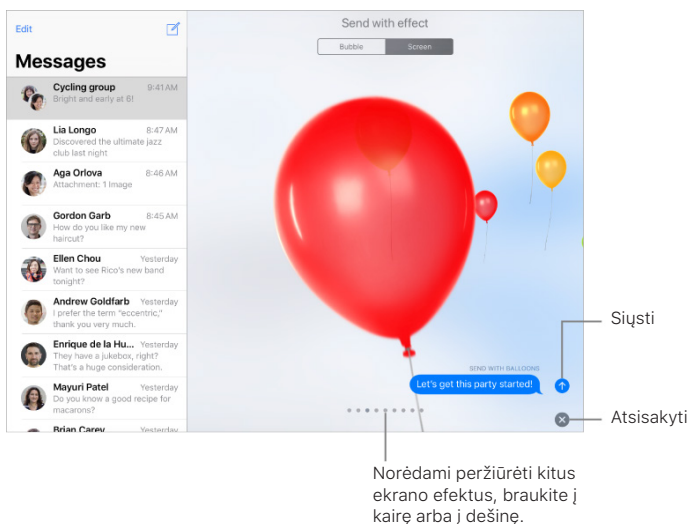 Edit
Messages
Cycling group 9:41 AM
Bright and early at 6!
Lia Longo 8:47 AM
Discovered the ultimate jazz
club last night
Aga Orlova 8:46 AM
Attachment: 1 Image
Gordon Garb 8:45 AM
How do you like my new
haircut?
Ellen Chou Yesterday
Want to see Rico's new band
tonight?
Andrew Goldfarb Yesterday
I prefer the term "eccentric,"
thank you very much.
Enrique de la Hu... Yesterday
They have a jukebox, right?
That's a huge consideration.
Mayuri Patel Yesterday
Do you know a good recipe for
macarons?
Brian Carey Yesterday
Send with effect
Bubble Screen
SEND WITH BALLOONS
Let's get this party started!
Siųsti
Atsisakyti
Norėdami peržiūrėti kitus
ekrano efektus, braukite į
kairę arba į dešinę.